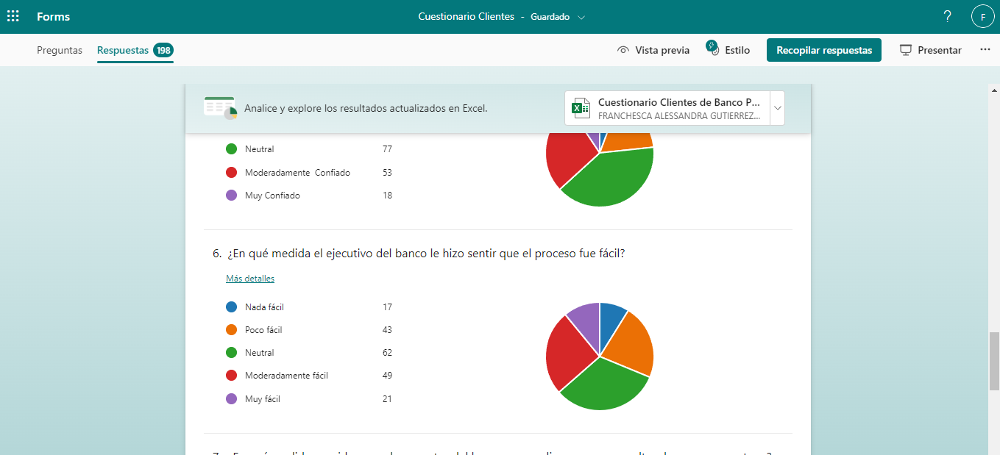 Forms
Cuestionario Clientes - Guardado
?
F
Preguntas
Respuestas 198
Vista previa
Estilo
Recopilar respuestas
Presentar
...
Analice y explore los resultados actualizados en Excel.
Cuestionario Clientes de Banco P...
FRANCHESCA ALESSANDRA GUTIERREZ...
Neutral 77
Moderadamente Confiado 53
Muy Confiado 18
6. ¿En qué medida el ejecutivo del banco le hizo sentir que el proceso fue fácil?
Más detalles
Nada fácil 17
Poco fácil 43
Neutral 62
Moderadamente fácil 49
Muy fácil 21